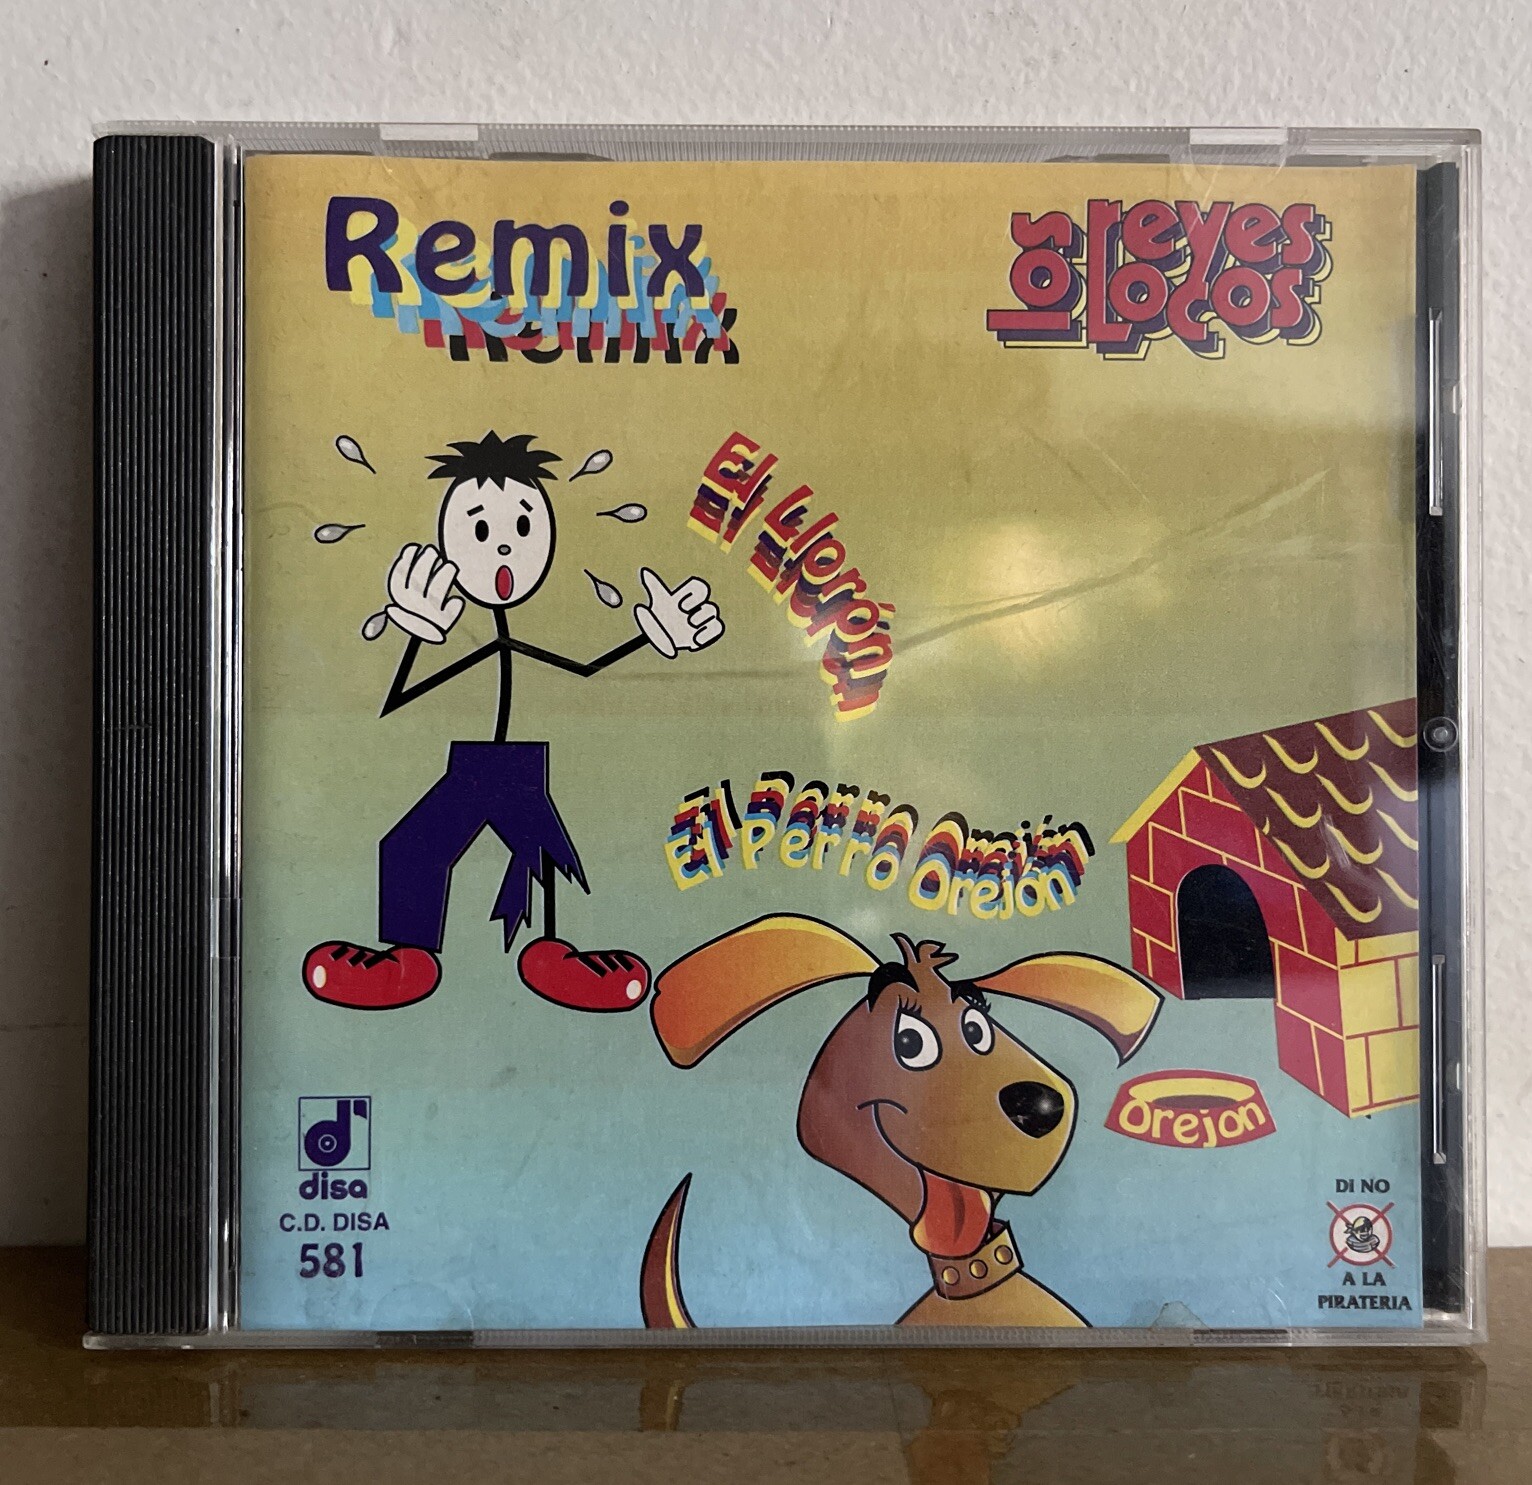 Remix
los reyes locos
El Llorón
El Perro Orejón
Orejon
d'
disa
C.D. DISA
581
DI NO
A LA
PIRATERIA